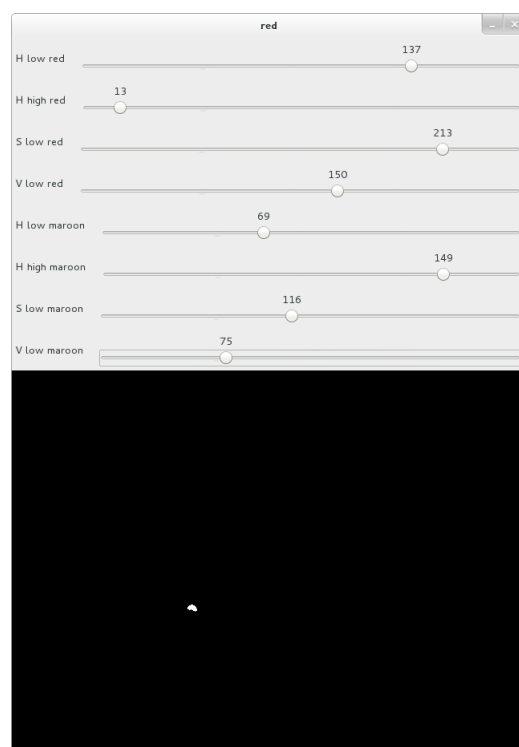 red
137
H low red
13
H high red
213
S low red
150
V low red
69
H low maroon
149
H high maroon
116
S low maroon
75
V low maroon